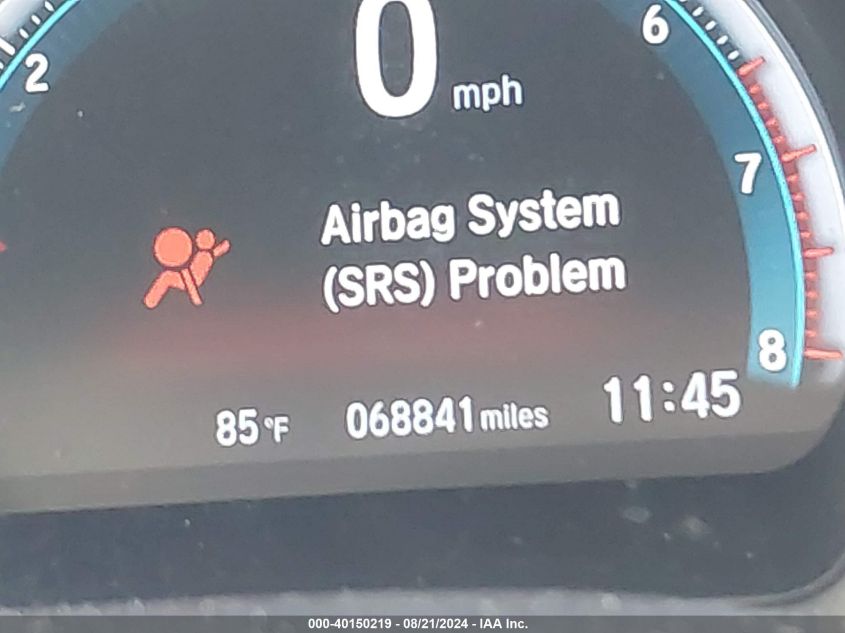 0 mph
2
6
7
8
Airbag System
(SRS) Problem
85°F 068841 miles 11:45
000-40150219 - 08/21/2024 - IAA Inc.